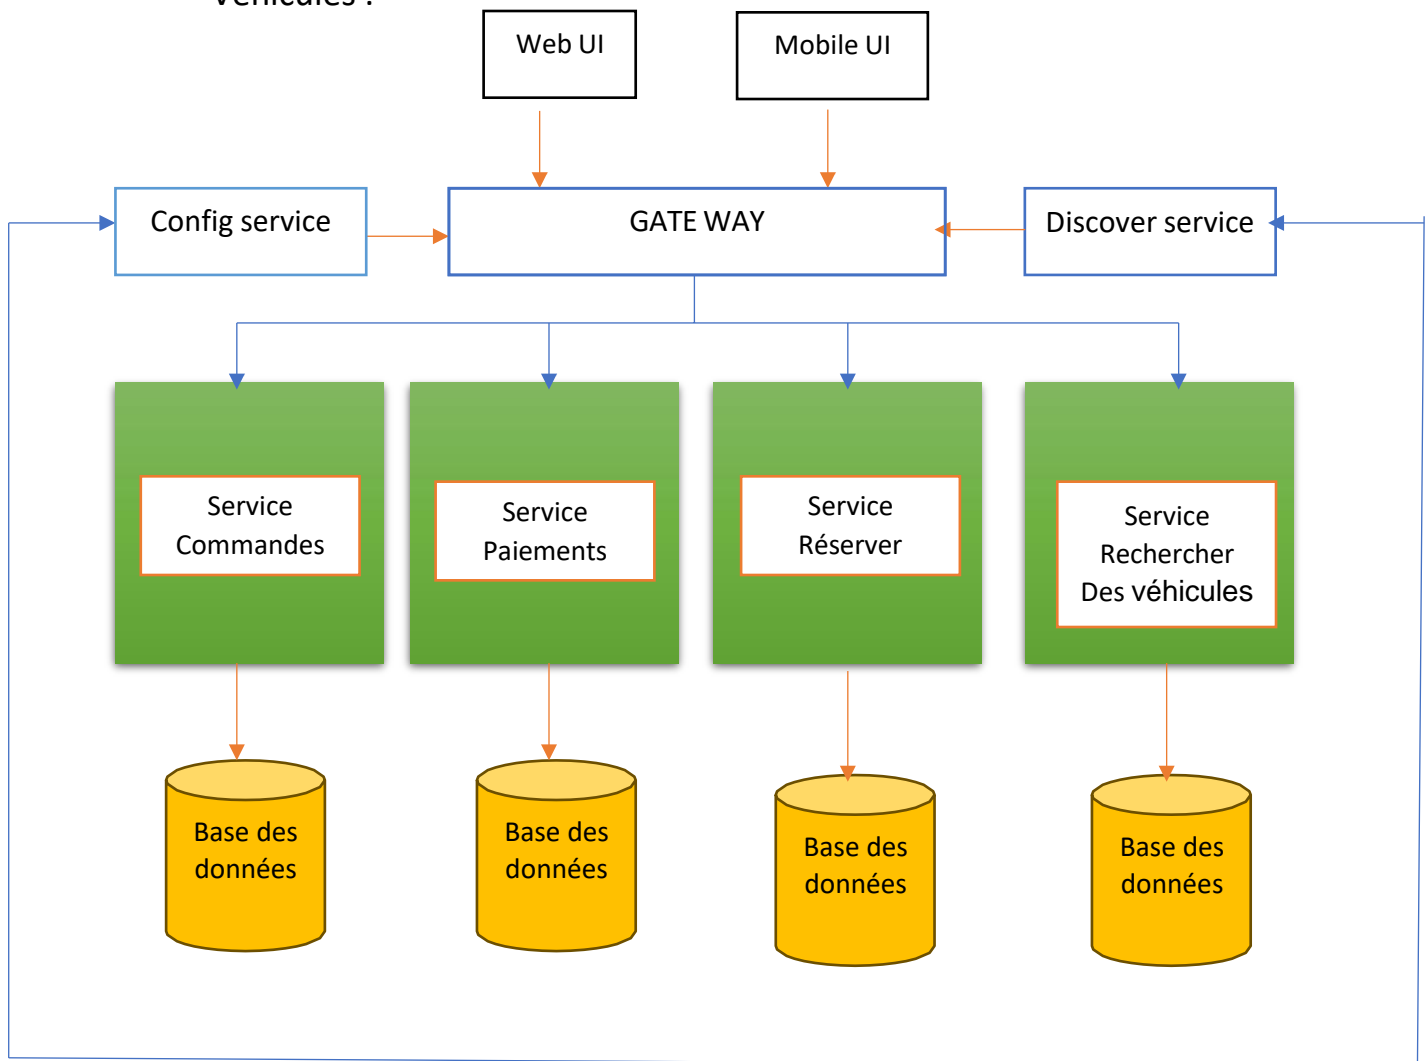 véhicules :
Web UI
Mobile UI
Config service
GATE WAY
Discover service
Service
Commandes
Service
Paiements
Service
Réserver
Service
Rechercher
Des véhicules
Base des
données
Base des
données
Base des
données
Base des
données